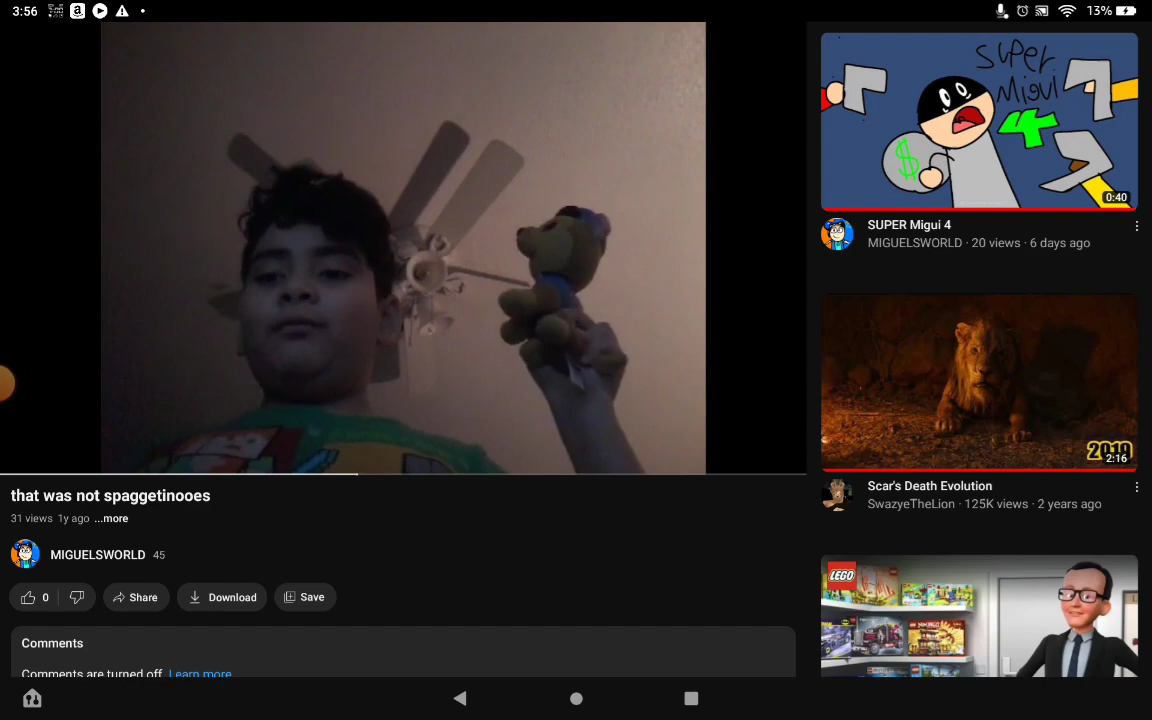 3:56
13%
SUPER
Migui
4
$
0:40
SUPER Migui 4
MIGUELSWORLD · 20 views · 6 days ago
2019
2:16
Scar's Death Evolution
SwazyeTheLion · 125K views · 2 years ago
LEGO
that was not spaggetinooes
31 views 1y ago ...more
MIGUELSWORLD 45
0 Share Download Save
Comments
Comments are turned off. Learn more